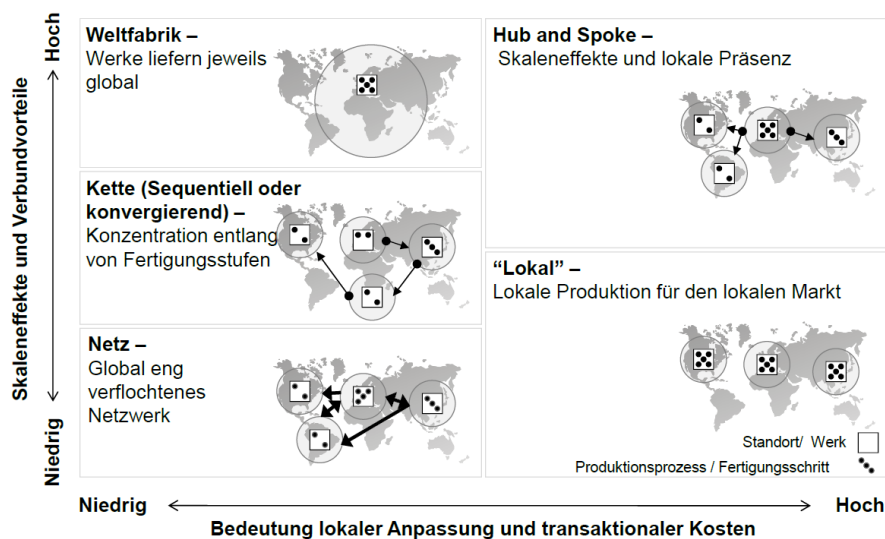 Hoch
Skaleneffekte und Verbundvorteile
Niedrig
Weltfabrik –
Werke liefern jeweils
global
Kette (Sequentiell oder
konvergierend) –
Konzentration entlang
von Fertigungsstufen
Netz –
Global eng
verflochtenes
Netzwerk
Hub and Spoke –
Skaleneffekte und lokale Präsenz
“Lokal” –
Lokale Produktion für den lokalen Markt
Standort/ Werk
Produktionsprozess / Fertigungsschritt
Niedrig
Hoch
Bedeutung lokaler Anpassung und transaktionaler Kosten